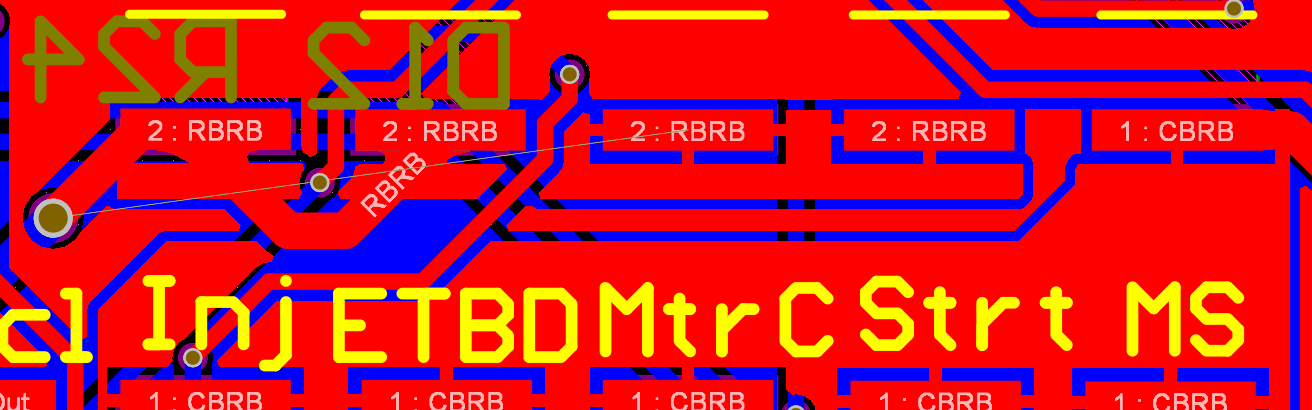 R24 D12
2 : RBRB 2 : RBRB 2 : RBRB 2 : RBRB 1 : CBRB
RBRB
cl Inj ETBD MtrC Strt MS
Out 1 : CBRB 1 : CBRB 1 : CBRB 1 : CBRB 1 : CBRB